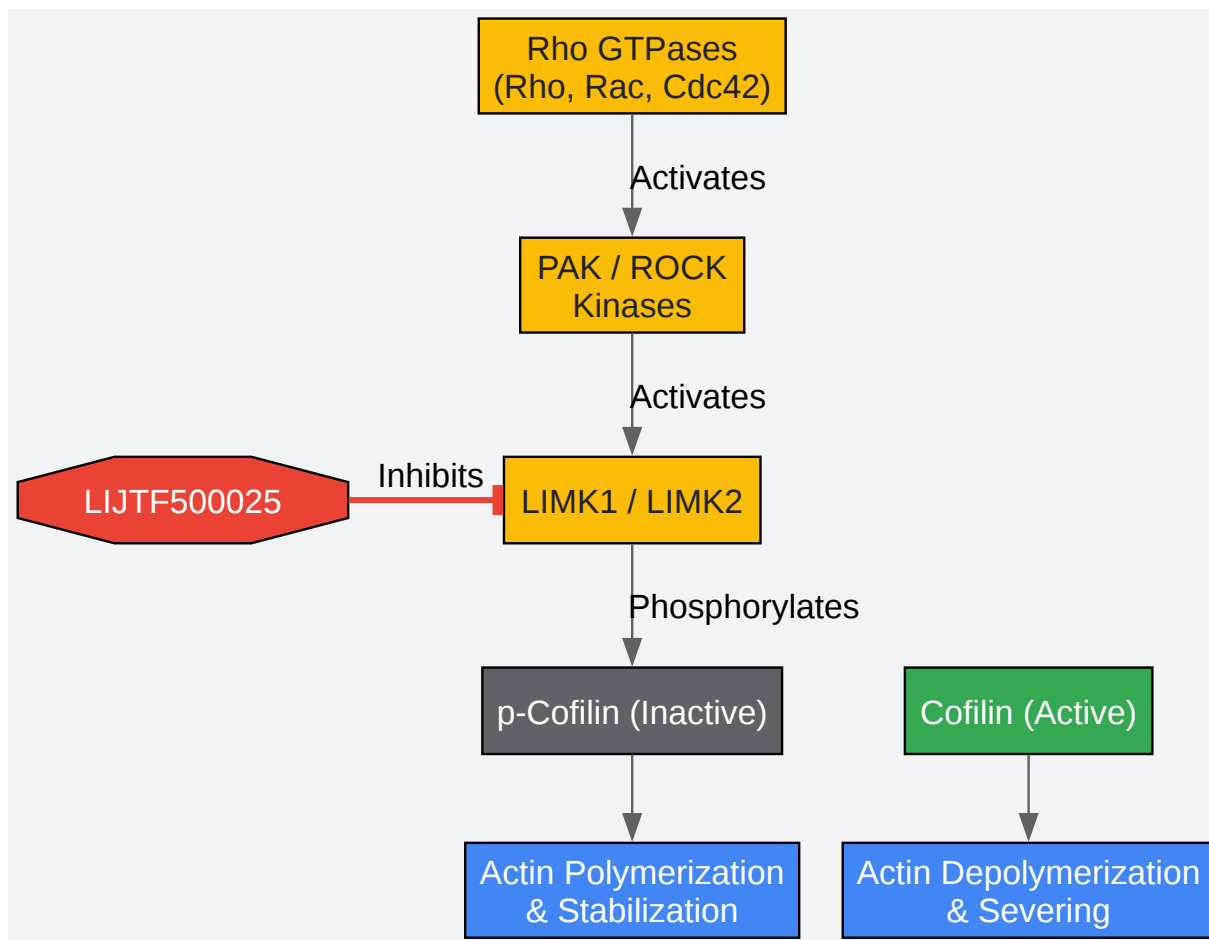 Rho GTPases
(Rho, Rac, Cdc42)
Activates
PAK / ROCK
Kinases
Activates
Inhibits
LIJTF500025
LIMK1 / LIMK2
Phosphorylates
p-Cofilin (Inactive)
Cofilin (Active)
Actin Polymerization
& Stabilization
Actin Depolymerization
& Severing